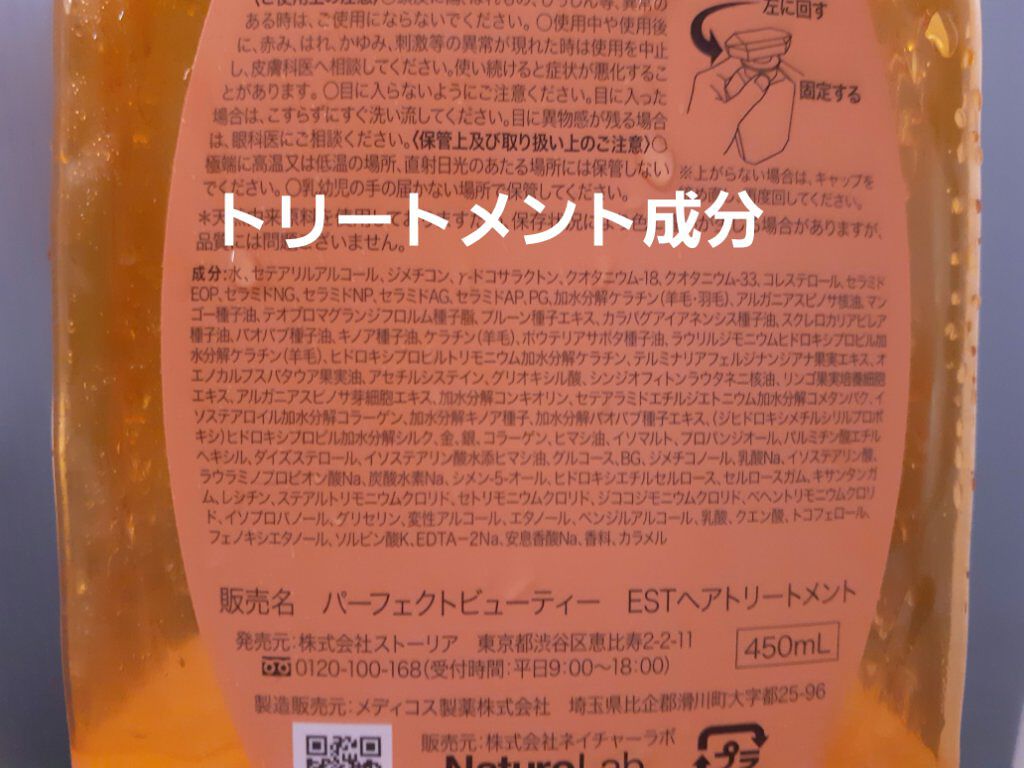 〈ご使用上の注意〉○頭皮に傷、はれもの、しっしん等、異常の
ある時は、ご使用にならないでください。○使用中や使用後
に、赤み、はれ、かゆみ、刺激等の異常が現れた時は使用を中止
し、皮膚科医へ相談してください。使い続けると症状が悪化するこ
とがあります。○目に入らないようにご注意ください。目に入った
場合は、こすらずにすぐ洗い流してください。目に異物感が残る場合
は、眼科医にご相談ください。〈保管上及び取り扱い上のご注意〉○
極端に高温又は低温の場所、直射日光のあたる場所には保管しない
でください。○乳幼児の手の届かない場所で保管してください。
左に回す
固定する
※上がらない場合は、キャップを
再度回してください。
トリートメント成分
品質には問題ございません。
成分:水、セテアリルアルコール、ジメチコン、γ-ドコサラクトン、クオタニウム-18、クオタニウム-33、コレステロール、セラミド
EOP、セラミドNG、セラミドNP、セラミドAG、セラミドAP、PG、加水分解ケラチン(羊毛・羽毛)、アルガニアスピノサ核油、マン
ゴー種子油、テオブロマグランジフロルム種子脂、プルーン種子エキス、カラパグアイアネンシス種子油、スクレロカリアビレア
種子油、バオバブ種子油、キノア種子油、ケラチン(羊毛)、ポウテリアサポタ種子油、ラウリルジモニウムヒドロキシプロピル加
水分解ケラチン(羊毛)、ヒドロキシプロピルトリモニウム加水分解ケラチン、テルミナリアフェルジナンジアナ果実エキス、オ
エノカルプスバタウア果実油、アセチルシステイン、グリオキシル酸、シンジオフィトンラウタネニ核油、リンゴ果実培養細胞
エキス、アルガニアスピノサ芽細胞エキス、加水分解コンキオリン、セテアラミドエチルジエトニウム加水分解コメタンパク、イ
ソステアロイル加水分解コラーゲン、加水分解キノア種子、加水分解バオバブ種子エキス、(ジヒドロキシメチルシリルプロポ
キシ)ヒドロキシプロピル加水分解シルク、金、銀、コラーゲン、ヒマシ油、イソマルト、プロパンジオール、パルミチン酸エチル
ヘキシル、ダイズステロール、イソステアリン酸水添ヒマシ油、グルコース、BG、ジメチコノール、乳酸Na、イソステアリン酸、
ラウラミノプロピオン酸Na、炭酸水素Na、シメン-5-オール、ヒドロキシエチルセルロース、セルロースガム、キサンタンガ
ム、レシチン、ステアルトリモニウムクロリド、セトリモニウムクロリド、ジココジモニウムクロリド、ベヘントリモニウムクロリ
ド、イソプロパノール、グリセリン、変性アルコール、エタノール、ベンジルアルコール、乳酸、クエン酸、トコフェロール、
フェノキシエタノール、ソルビン酸K、EDTA-2Na、安息香酸Na、香料、カラメル
販売名 パーフェクトビューティー ESTヘアトリートメント
発売元:株式会社ストーリア 東京都渋谷区恵比寿2-2-11
0120-100-168(受付時間:平日9:00〜18:00)
450mL
製造販売元:メディコス製薬株式会社 埼玉県比企郡滑川町大字都25-96
販売元:株式会社ネイチャーラボ
NatureLab
プラ